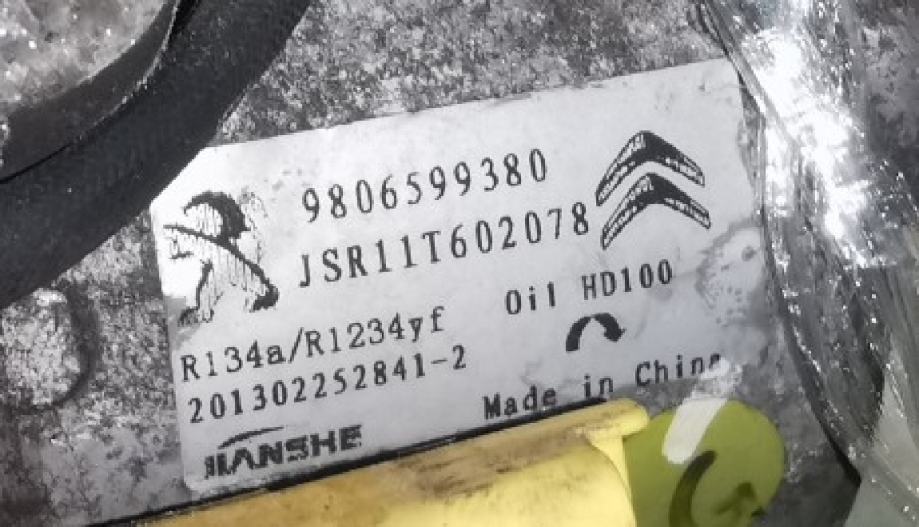 9806599380
JSR11T602078
Oil HD100
R134a/R1234yf
201302252841-2
Made in China
JIANSHE